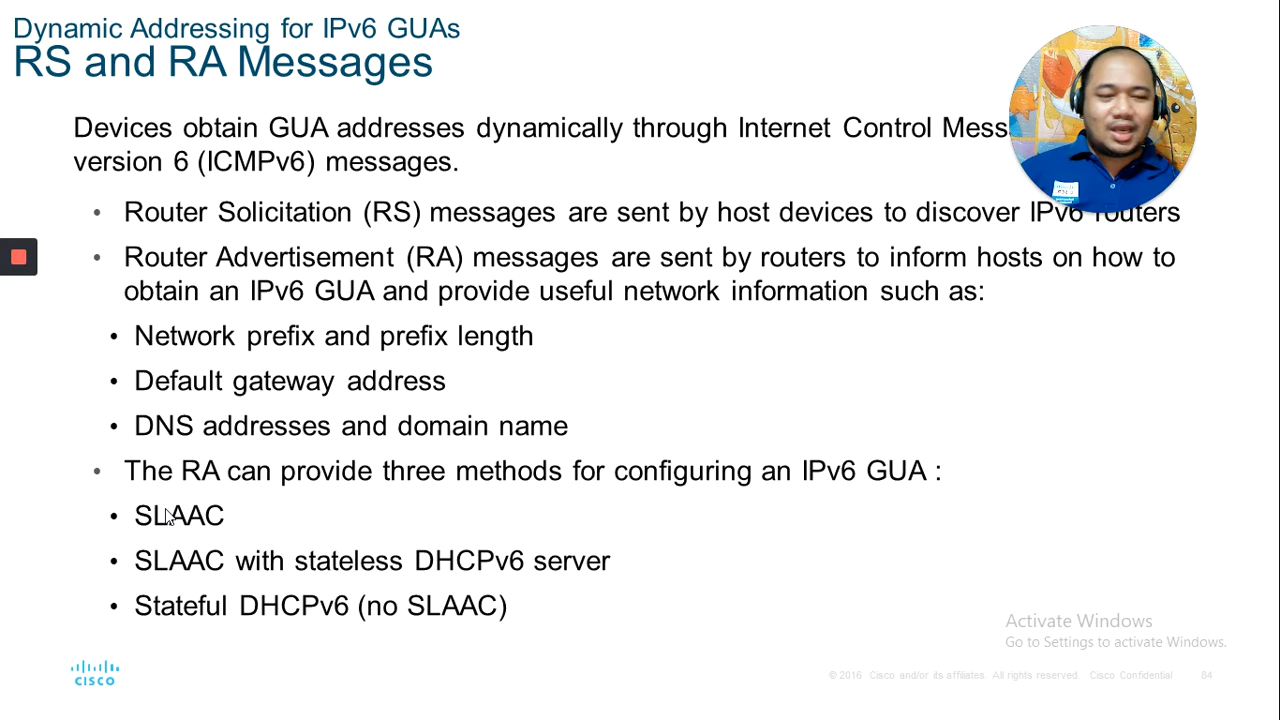 Dynamic Addressing for IPv6 GUAs
RS and RA Messages
Devices obtain GUA addresses dynamically through Internet Control
version 6 (ICMPv6) messages.
• Router Solicitation (RS) messages are sent by host devices to discover IPv6 routers
• Router Advertisement (RA) messages are sent by routers to inform hosts on how to
obtain an IPv6 GUA and provide useful network information such as:
• Network prefix and prefix length
• Default gateway address
• DNS addresses and domain name
• The RA can provide three methods for configuring an IPv6 GUA :
• SLAAC
• SLAAC with stateless DHCPv6 server
• Stateful DHCPv6 (no SLAAC)
Activate Windows
Go to Settings to activate Windows.
CISCO
© 2016 Cisco and/or its affiliates. All rights reserved. Cisco Confidential 84